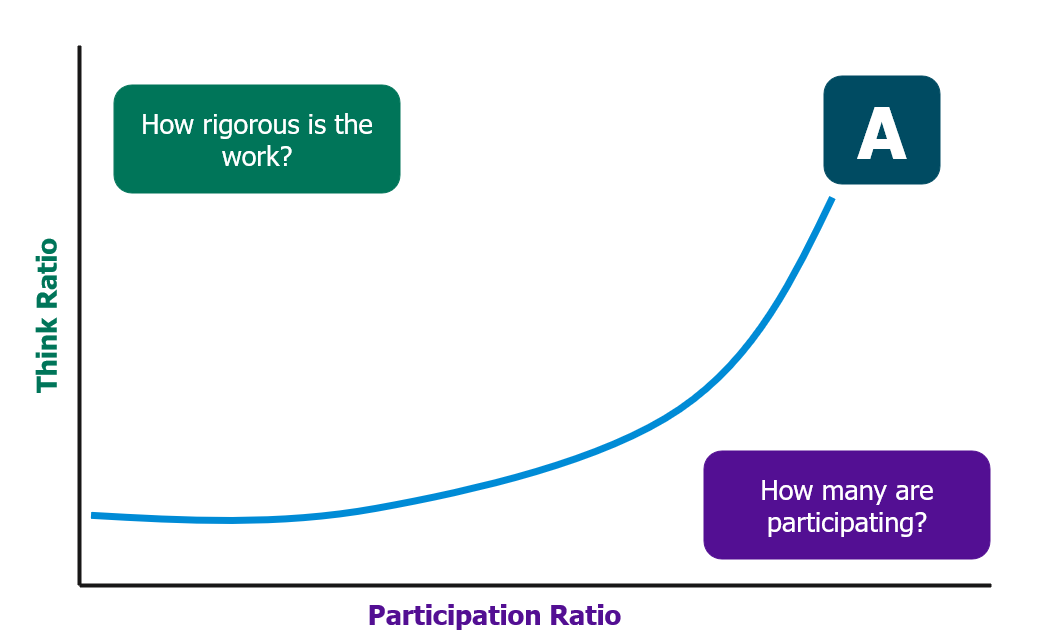 How rigorous is the
work?
A
Think Ratio
How many are
participating?
Participation Ratio